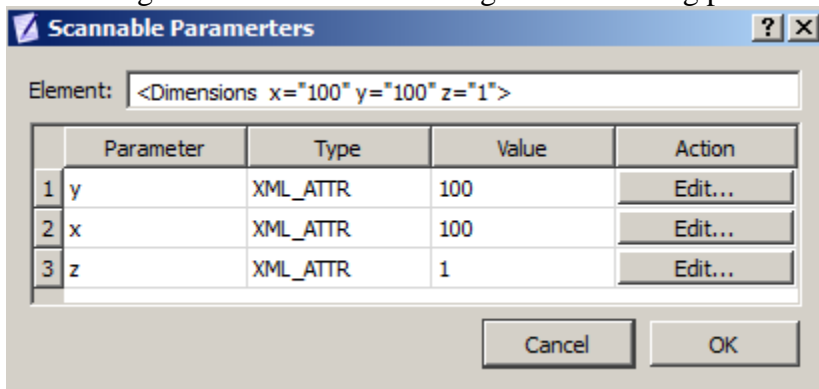 Scannable Paramerters ? X
Element: <Dimensions x="100" y="100" z="1">
Parameter Type Value Action
1 y XML_ATTR 100 Edit...
2 x XML_ATTR 100 Edit...
3 z XML_ATTR 1 Edit...
Cancel OK